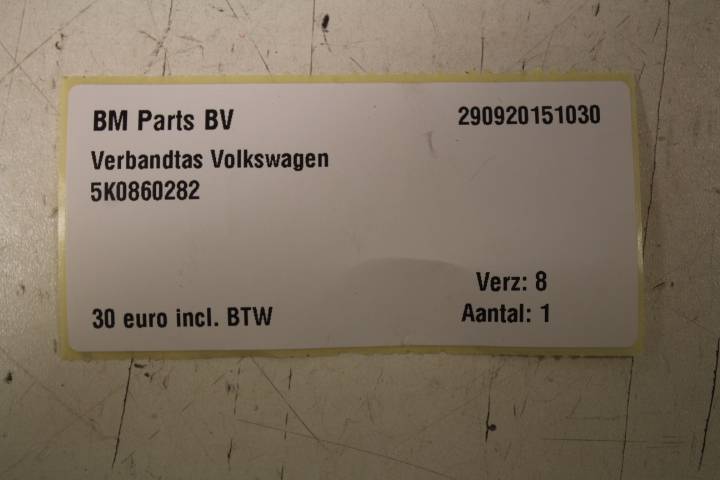 BM Parts BV
290920151030
Verbandtas Volkswagen
5K0860282
Verz: 8
30 euro incl. BTW
Aantal: 1